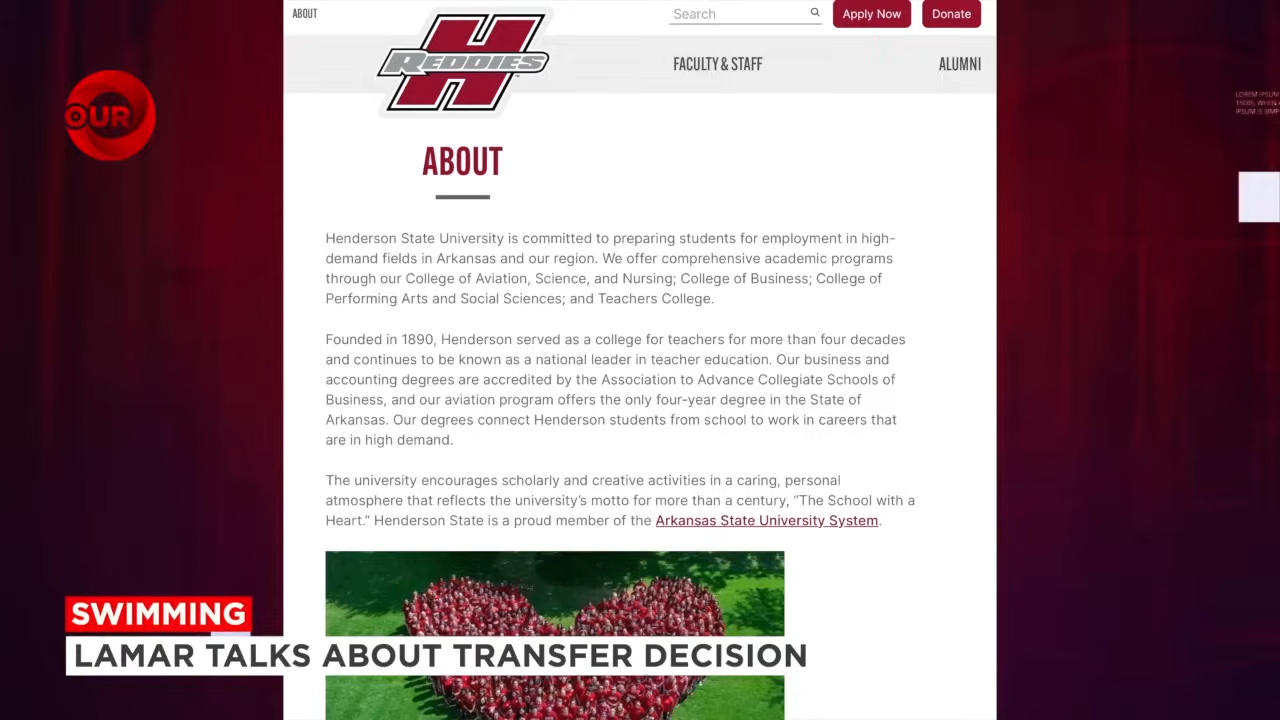 ABOUT
Search
Apply Now
Donate
REDDIES
FACULTY & STAFF
ALUMNI
OUR
LOREM IPSUM
1500S, WHEN A
IPSUM IS SIMP
ABOUT
Henderson State University is committed to preparing students for employment in high-
demand fields in Arkansas and our region. We offer comprehensive academic programs
through our College of Aviation, Science, and Nursing; College of Business; College of
Performing Arts and Social Sciences; and Teachers College.
Founded in 1890, Henderson served as a college for teachers for more than four decades
and continues to be known as a national leader in teacher education. Our business and
accounting degrees are accredited by the Association to Advance Collegiate Schools of
Business, and our aviation program offers the only four-year degree in the State of
Arkansas. Our degrees connect Henderson students from school to work in careers that
are in high demand.
The university encourages scholarly and creative activities in a caring, personal
atmosphere that reflects the university's motto for more than a century, “The School with a
Heart.” Henderson State is a proud member of the Arkansas State University System.
SWIMMING
LAMAR TALKS ABOUT TRANSFER DECISION